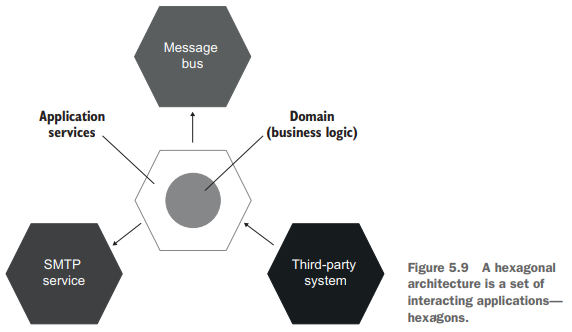 Message
bus
Application
services
Domain
(business logic)
SMTP
service
Third-party
system
Figure 5.9 A hexagonal
architecture is a set of
interacting applications—
hexagons.